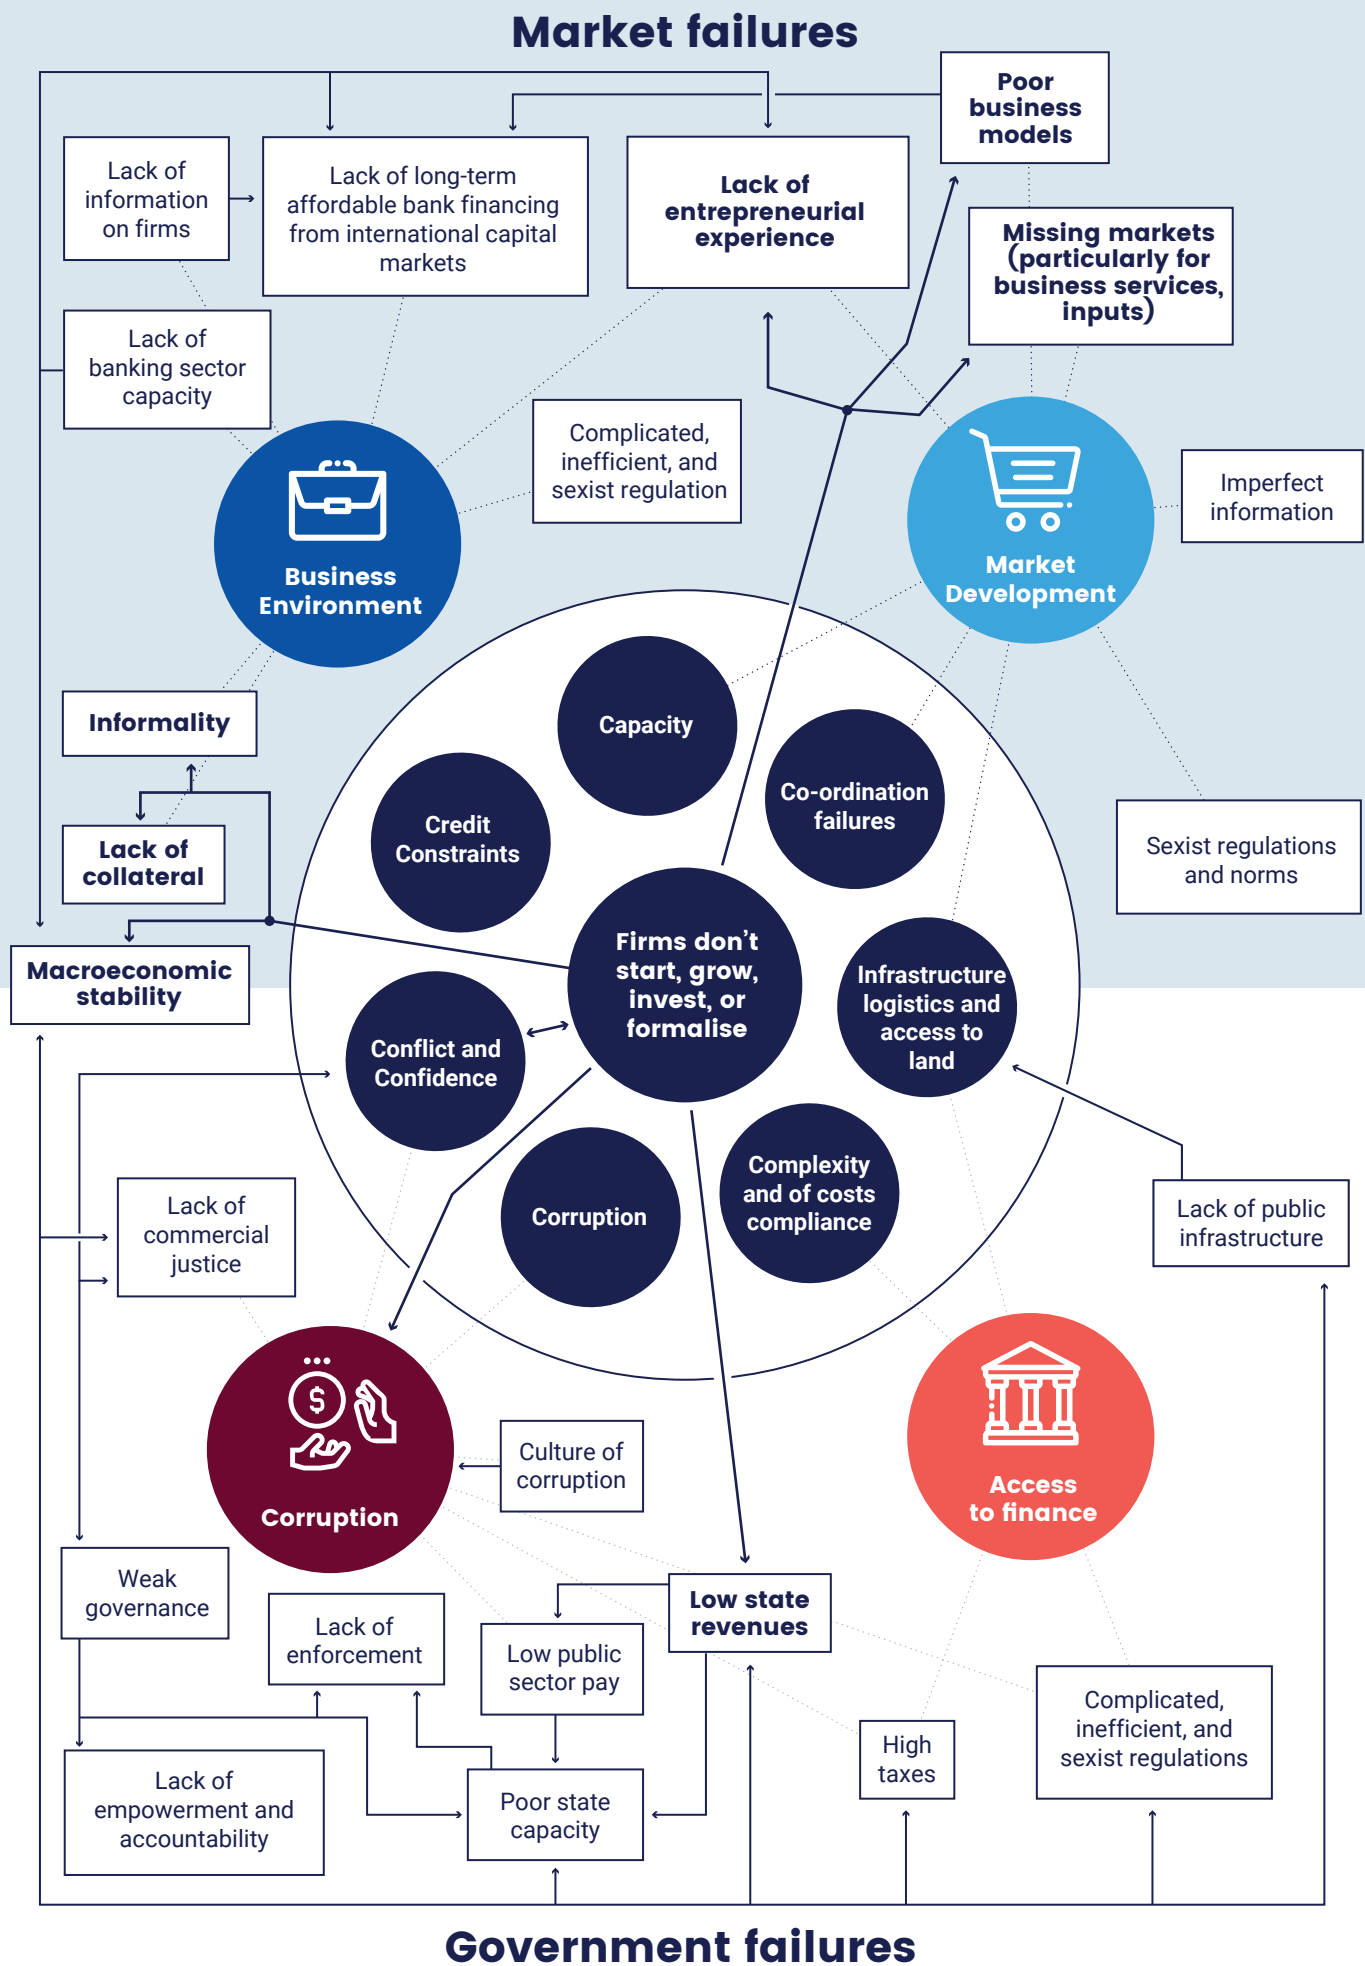 Market failures
Poor
business
models
Lack of
information
on firms
Lack of long-term
affordable bank financing
from international capital
markets
Lack of
entrepreneurial
experience
Missing markets
(particularly for
business services,
inputs)
Lack of
banking sector
capacity
Complicated,
inefficient, and
sexist regulation
Imperfect
information
Business
Environment
Market
Development
Informality
Capacity
Co-ordination
failures
Credit
Constraints
Sexist regulations
and norms
Lack of
collateral
Macroeconomic
stability
Firms don’t
start, grow,
invest, or
formalise
Infrastructure
logistics and
access to
land
Conflict and
Confidence
Lack of
commercial
justice
Corruption
Complexity
and of costs
compliance
Lack of public
infrastructure
$
Corruption
Culture of
corruption
Access
to finance
Weak
governance
Lack of
enforcement
Low public
sector pay
Low state
revenues
Complicated,
inefficient, and
sexist regulations
High
taxes
Lack of
empowerment and
accountability
Poor state
capacity
Government failures